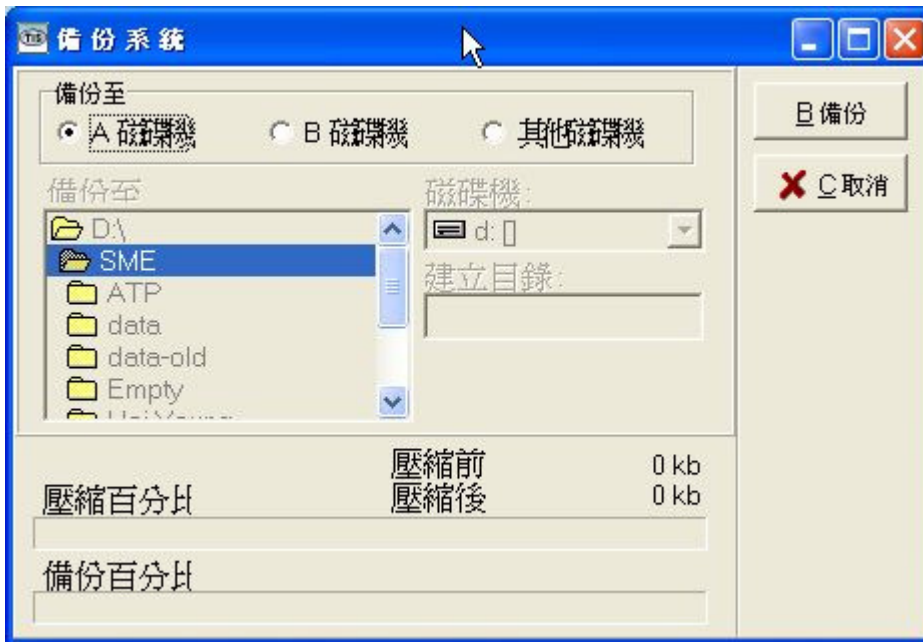 備份系統
備份至
A 磁碟機
B 磁碟機
其他磁碟機
B 備份
C 取消
備份至
磁碟機:
D:\
d: []
SME
建立目錄:
ATP
data
data-old
Empty
壓縮前 0 kb
壓縮百分比
壓縮後 0 kb
備份百分比